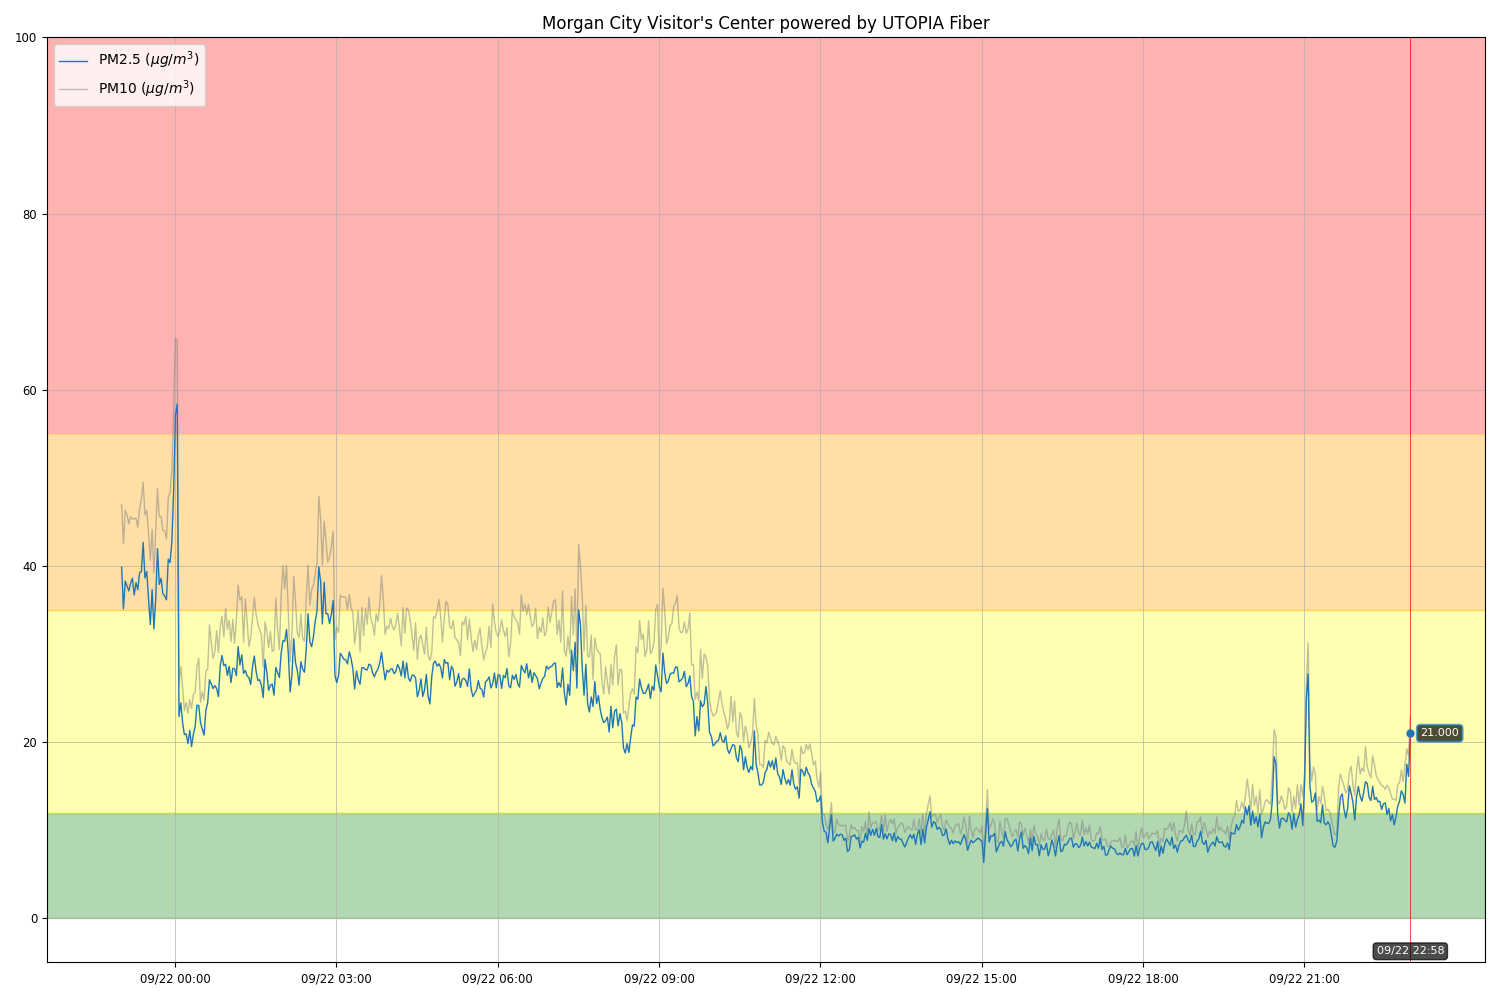 Morgan City Visitor's Center powered by UTOPIA Fiber
100
PM2.5 (μg/m³)
PM10 (μg/m³)
80
60
40
20
21.000
0
09/22 22:58
09/22 00:00 09/22 03:00 09/22 06:00 09/22 09:00 09/22 12:00 09/22 15:00 09/22 18:00 09/22 21:00